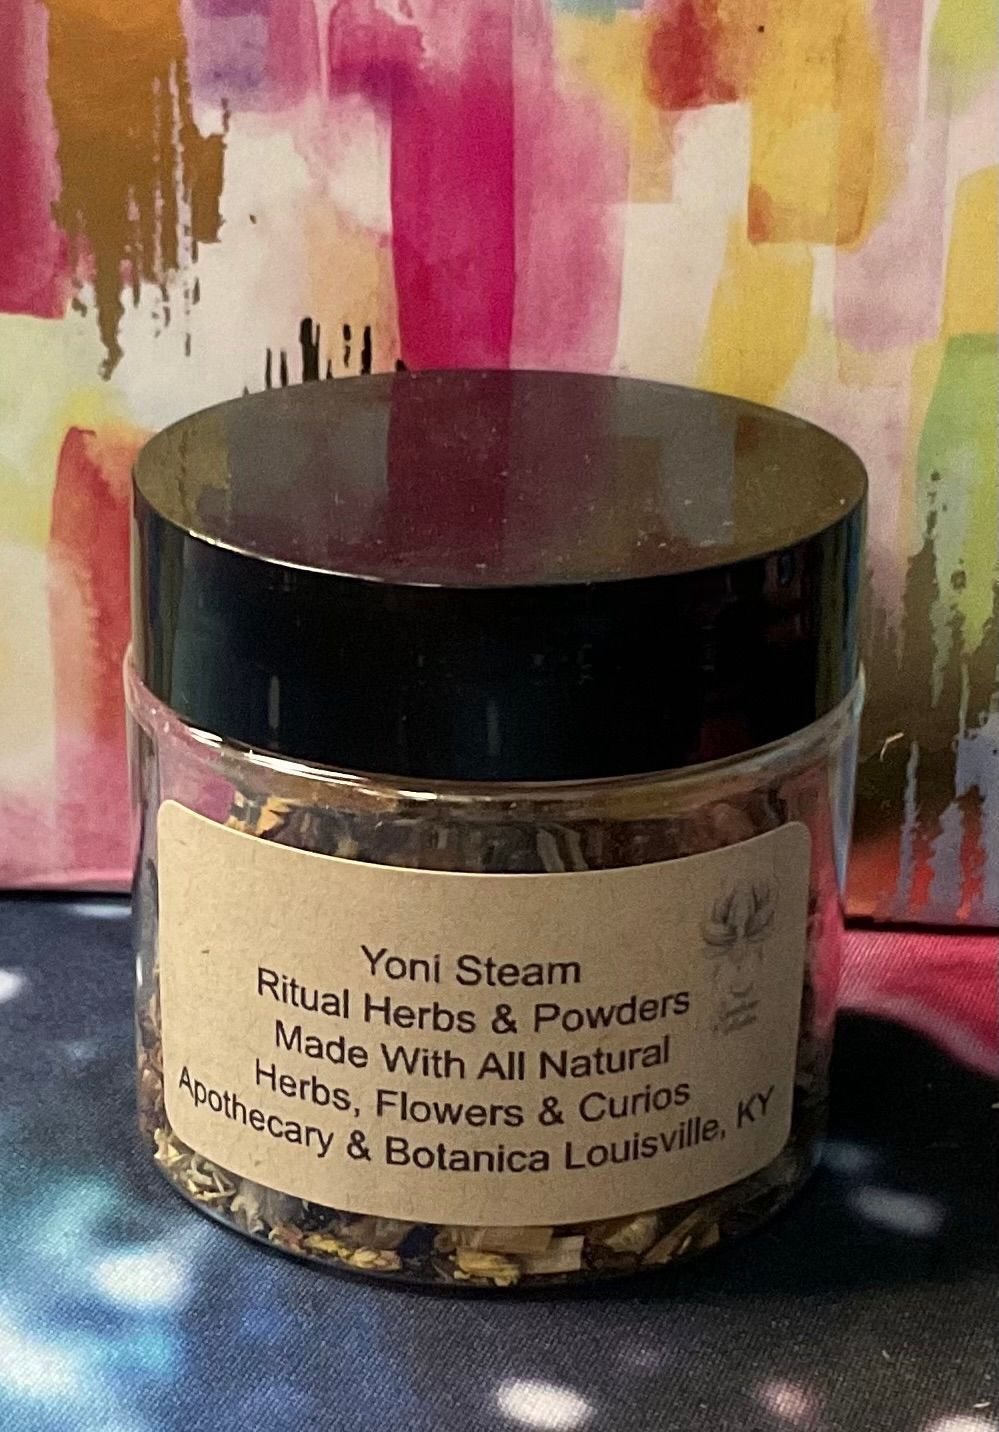 Yoni Steam
Ritual Herbs & Powders
Made With All Natural
Herbs, Flowers & Curios
Apothecary & Botanica Louisville, KY